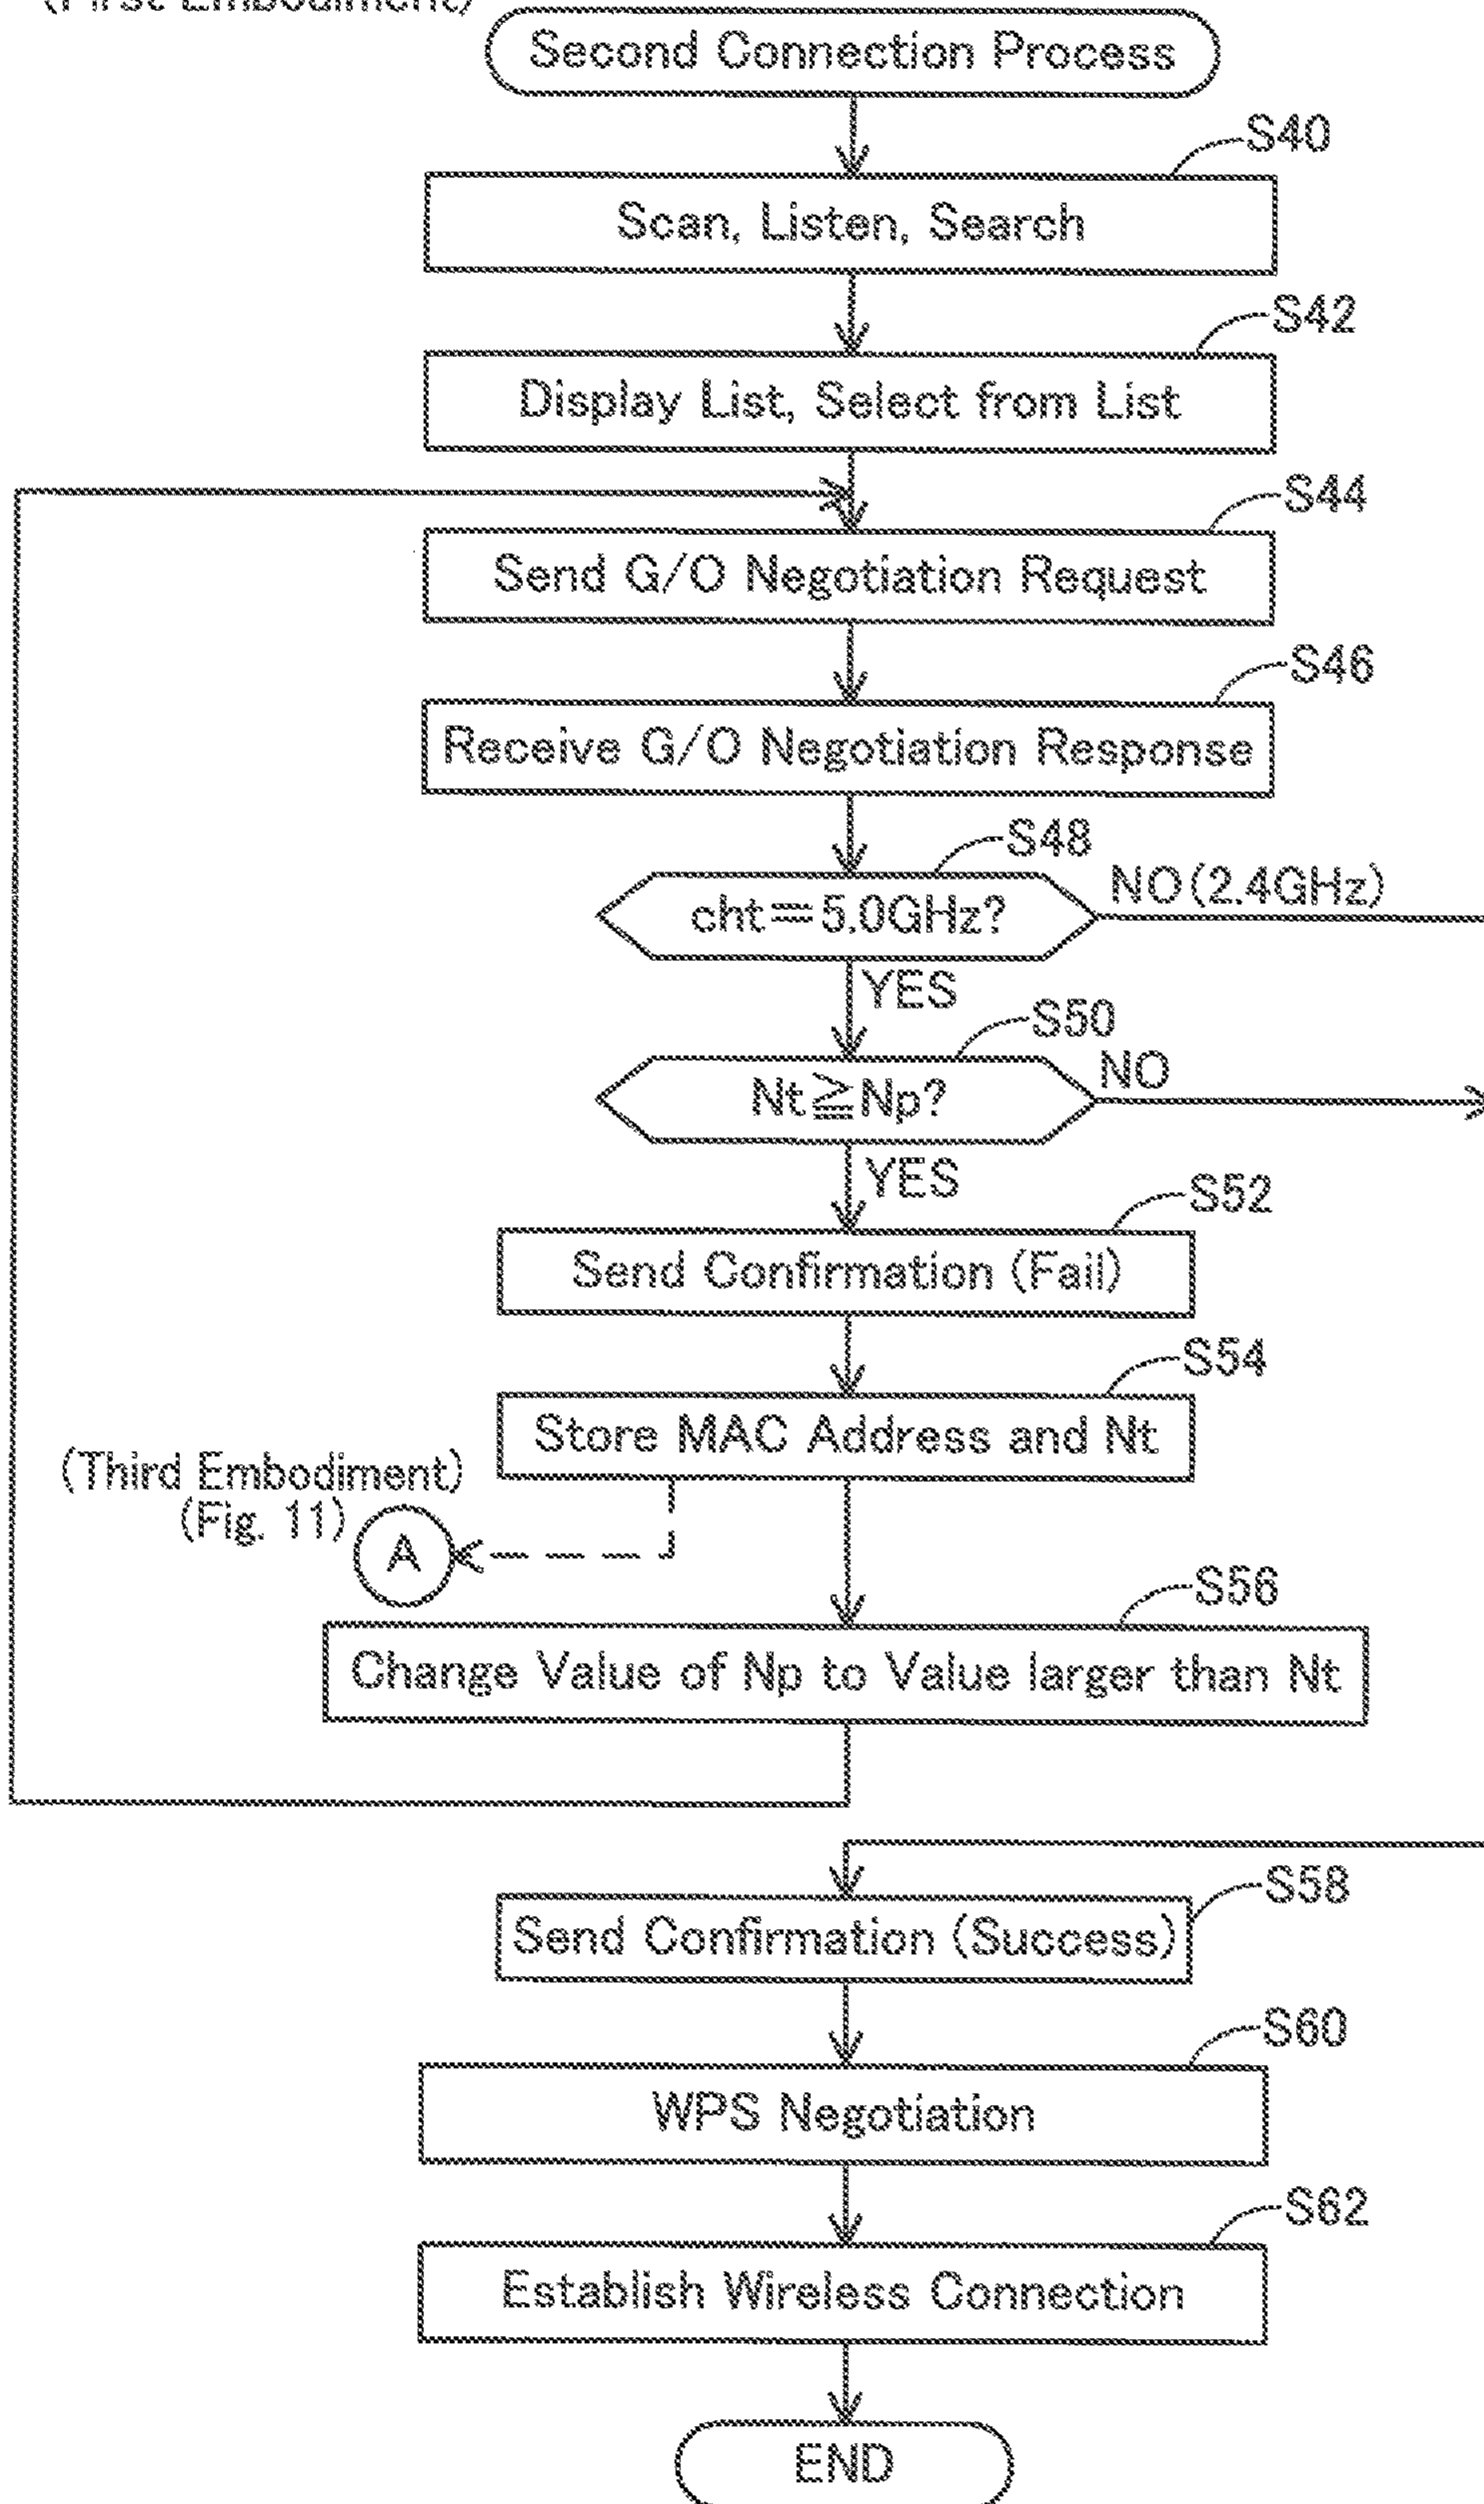 (First Embodiment)
Second Connection Process
S40
Scan, Listen, Search
S42
Display List, Select from List
S44
Send G/O Negotiation Request
S46
Receive G/O Negotiation Response
S48
cht=5.0GHz?
NO(2.4GHz)
YES
S50
Nt≧Np?
NO
YES
S52
Send Confirmation (Fail)
S54
Store MAC Address and Nt
(Third Embodiment)
(Fig. 11)
A
S56
Change Value of Np to Value larger than Nt
S58
Send Confirmation (Success)
S60
WPS Negotiation
S62
Establish Wireless Connection
END